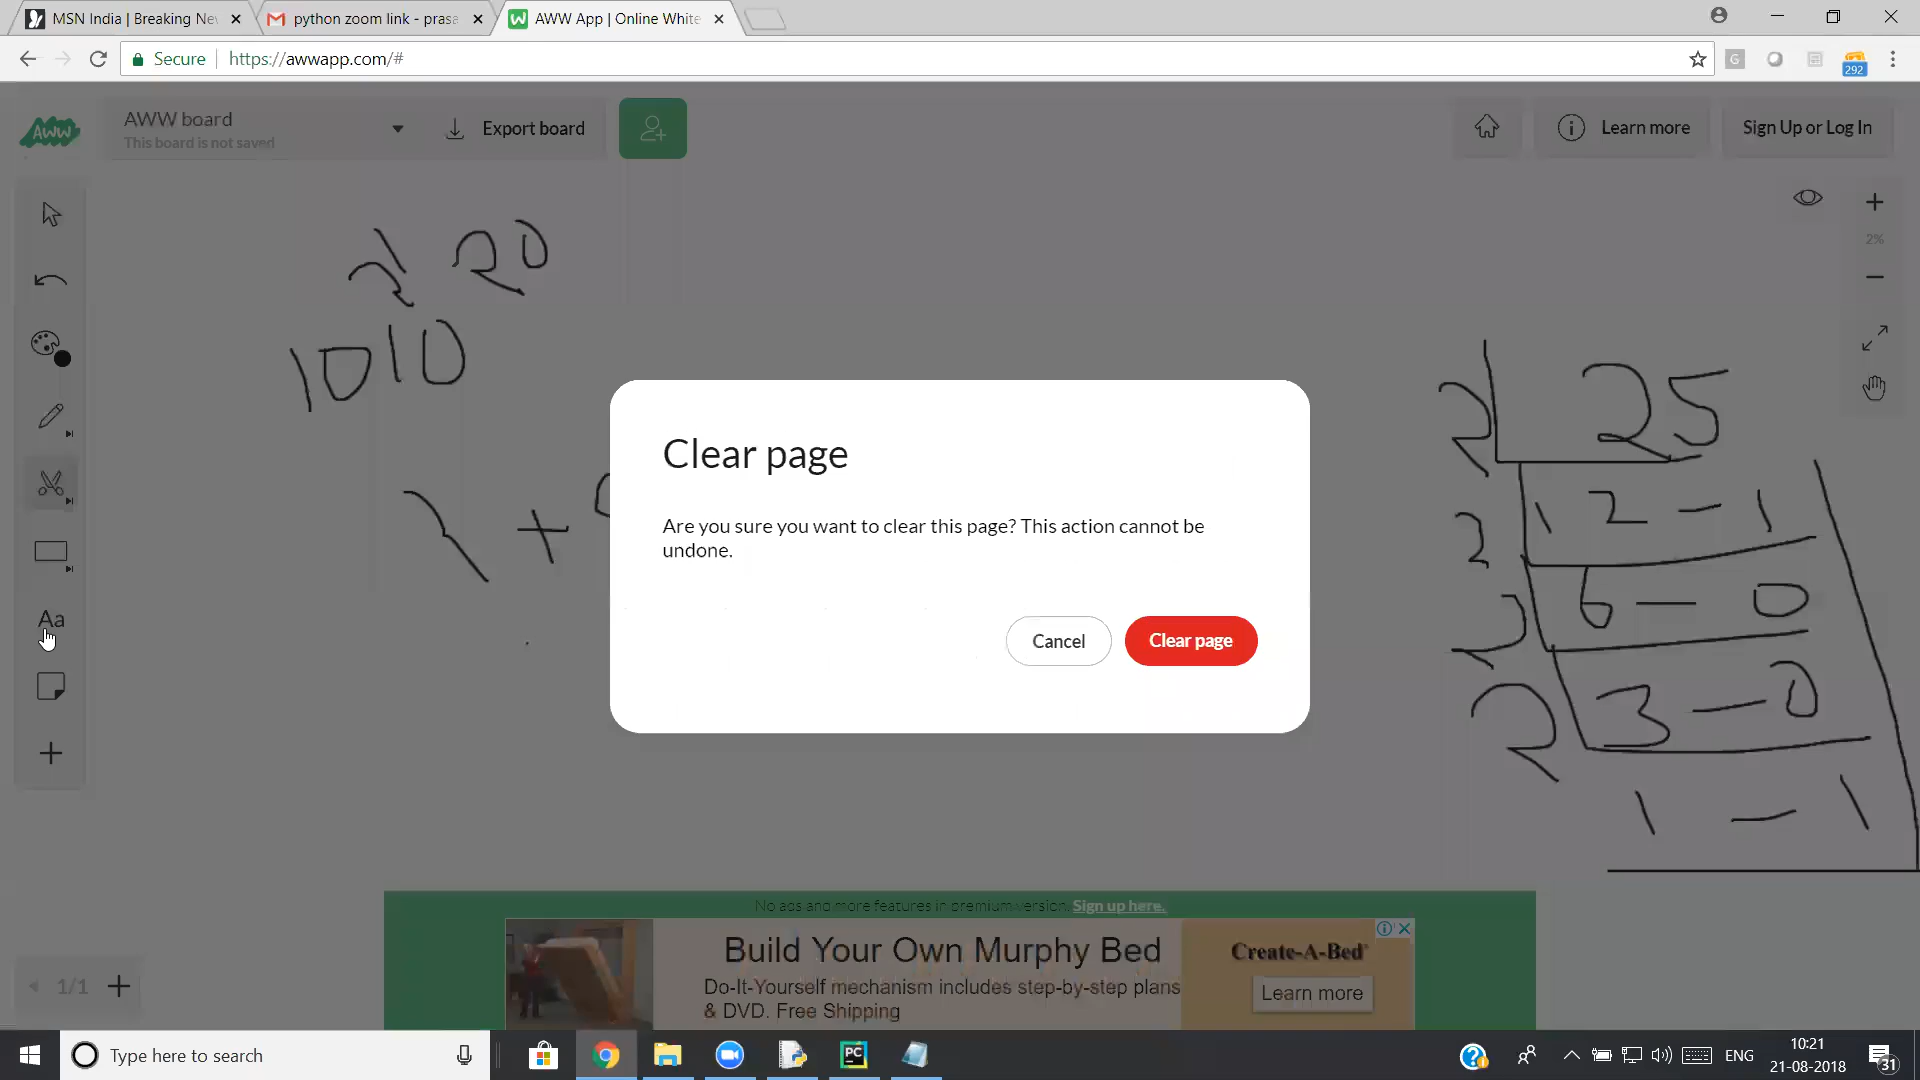 MSN India | Breaking Ne
python zoom link - prasa
AWW App | Online White
Secure
https://awwapp.com/#
292
AWW
AWW board
This board is not saved
Export board
Learn more
Sign Up or Log In
2%
20
1010
+
2 25
2 12 - 1
2 6 - 0
2 3 - 0
1 - 1
Aa
Clear page
Are you sure you want to clear this page? This action cannot be
undone.
Cancel
Clear page
No ads and more features in premium version. Sign up here.
Build Your Own Murphy Bed
Do-It-Yourself mechanism includes step-by-step plans
& DVD. Free Shipping
Create-A-Bed
Learn more
1/1
Type here to search
PC
ENG
10:21
21-08-2018
31